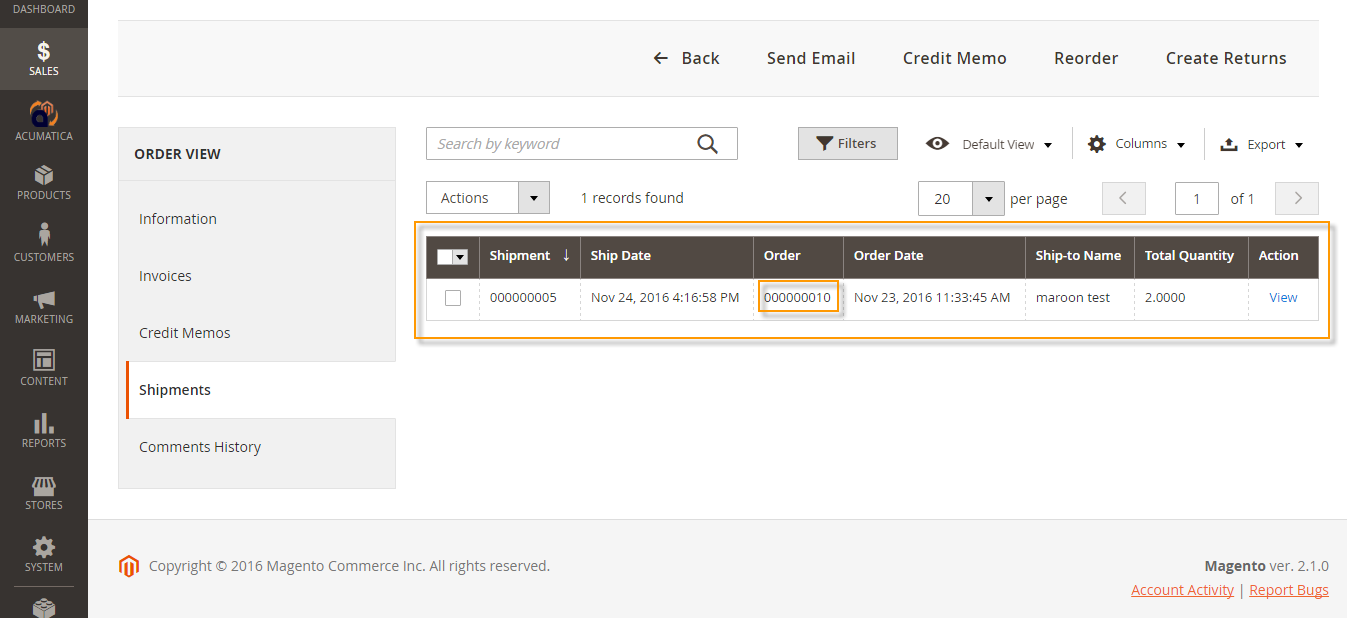 DASHBOARD
SALES
ACUMATICA
PRODUCTS
CUSTOMERS
MARKETING
CONTENT
REPORTS
STORES
SYSTEM
Back Send Email Credit Memo Reorder Create Returns
ORDER VIEW
Information
Invoices
Credit Memos
Shipments
Comments History
Search by keyword Filters Default View Columns Export
Actions 1 records found 20 per page 1 of 1
Shipment ↓ Ship Date Order Order Date Ship-to Name Total Quantity Action
000000005 Nov 24, 2016 4:16:58 PM 000000010 Nov 23, 2016 11:33:45 AM maroon test 2.0000 View
Copyright © 2016 Magento Commerce Inc. All rights reserved.
Magento ver. 2.1.0
Account Activity | Report Bugs